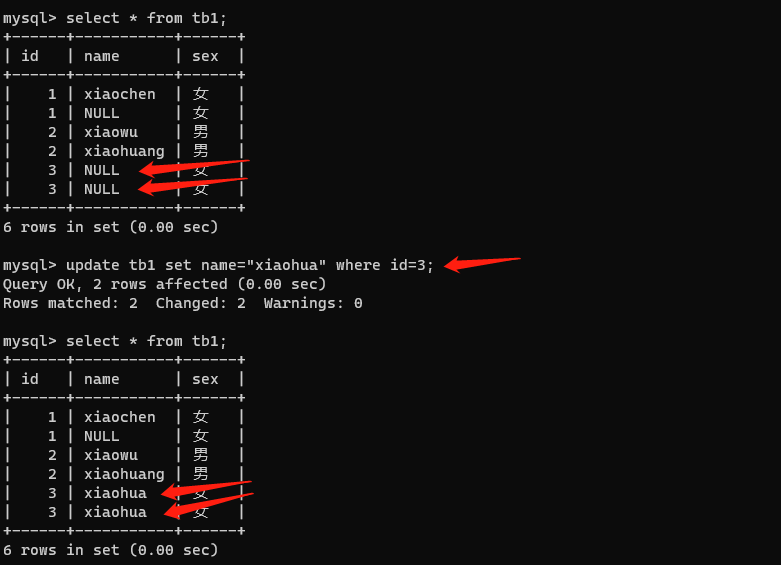 mysql> select * from tb1;
+------+-----------+------+
| id   | name      | sex  |
+------+-----------+------+
|    1 | xiaochen  | 女   |
|    1 | NULL      | 女   |
|    2 | xiaowu    | 男   |
|    2 | xiaohuang | 男   |
|    3 | NULL      | 女   |
|    3 | NULL      | 女   |
+------+-----------+------+
6 rows in set (0.00 sec)
mysql> update tb1 set name="xiaohua" where id=3;
Query OK, 2 rows affected (0.00 sec)
Rows matched: 2  Changed: 2  Warnings: 0
mysql> select * from tb1;
+------+-----------+------+
| id   | name      | sex  |
+------+-----------+------+
|    1 | xiaochen  | 女   |
|    1 | NULL      | 女   |
|    2 | xiaowu    | 男   |
|    2 | xiaohuang | 男   |
|    3 | xiaohua   | 女   |
|    3 | xiaohua   | 女   |
+------+-----------+------+
6 rows in set (0.00 sec)